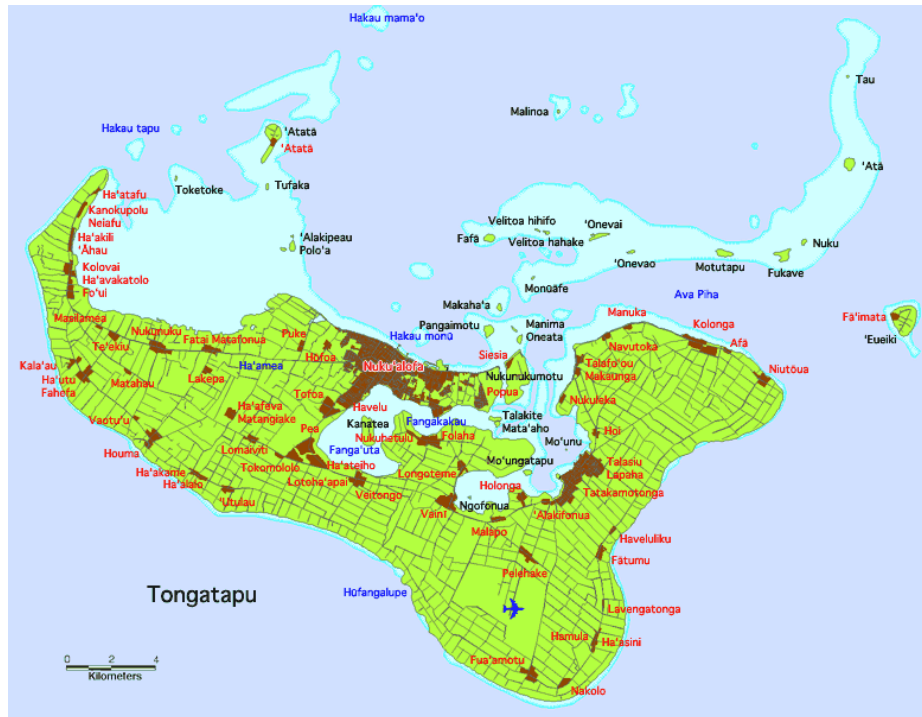 Hakau mama'o
Tau
Malinoa
Hakau tapu
'Atatā
'Atatā
'Atā
Toketoke
Tufaka
Ha'atafu
Kanokupolu
Neiafu
Ha'akili
'Āhau
Kolovai
Ha'avakatolo
Fo'ui
'Alakipeau
Polo'a
Velitoa hihifo
'Onevai
Fafā
Velitoa hahake
Nuku
'Onevao
Motutapu
Fukave
Monūafe
Ava Piha
Makaha'a
Masilamea
Manuka
Kolonga
Fā'imata
Pangaimotu
Manima
Oneata
Nukunuku
Te'ekiu
Fatai
Matafonua
Puke
Hakau monū
Navutoka
Afā
'Eueiki
Hōfoa
Siesia
Talafo'ou
Makaunga
Kala'au
Ha'utu
Fahefa
Matahau
Lakepa
Ha'amea
Nuku'alofa
Nukunukumotu
Niutōua
Tofoa
Popua
Nukuleka
Ha'afeva
Matangiake
Havelu
Vaotu'u
Kanatea
Fangakakau
Talakite
Mata'aho
Pea
Nukuhetulu
Folaha
Hoi
Houma
Lomaiviti
Fanga'uta
Mo'unu
Tokomololo
Ha'ateiho
Longoteme
Mo'ungatapu
Talasiu
Lapaha
Ha'akame
Ha'alalo
Lotoha'apai
Veitongo
Holonga
Tatakamotonga
'Utulau
Ngofonua
Vaini
'Alakifonua
Malapo
Haveluliku
Fātumu
Pelehake
Tongatapu
Hūfangalupe
Lavengatonga
Hamula
Ha'asini
Fua'amotu
Nakolo
0 2 4
Kilometers